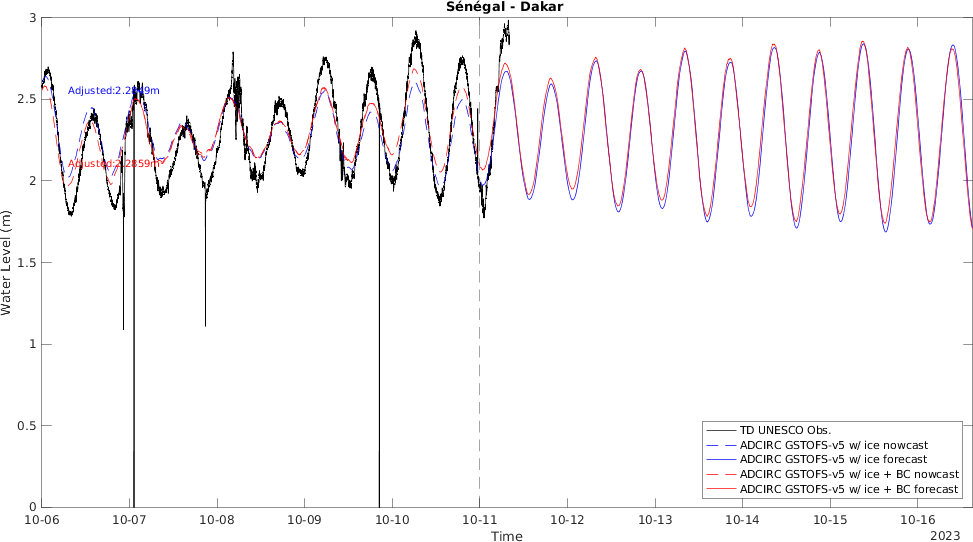 Sénégal - Dakar
3
2.5
2
1.5
1
0.5
0
Water Level (m)
Adjusted:2.2
m
Adjusted:2.2859m
TD UNESCO Obs.
ADCIRC GSTOFS-v5 w/ ice nowcast
ADCIRC GSTOFS-v5 w/ ice forecast
ADCIRC GSTOFS-v5 w/ ice + BC nowcast
ADCIRC GSTOFS-v5 w/ ice + BC forecast
10-06 10-07 10-08 10-09 10-10 10-11 10-12 10-13 10-14 10-15 10-16
Time
2023